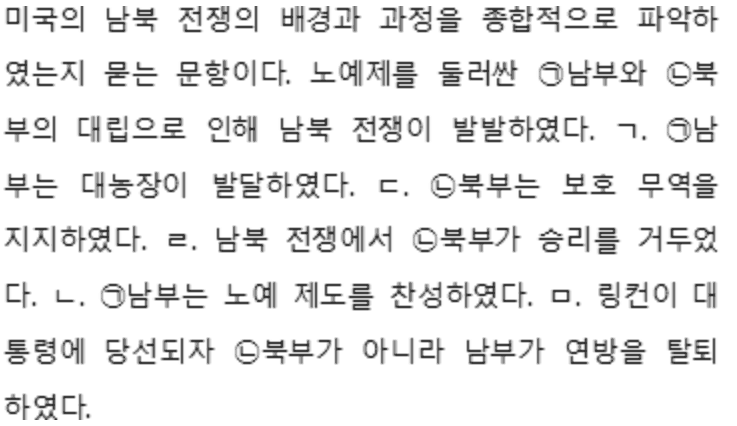 미국의 남북 전쟁의 배경과 과정을 종합적으로 파악하
였는지 묻는 문항이다. 노예제를 둘러싼 ㉠남부와 ㉡북
부의 대립으로 인해 남북 전쟁이 발발하였다. ㄱ. ㉠남
부는 대농장이 발달하였다. ㄷ. ㉡북부는 보호 무역을
지지하였다. ㄹ. 남북 전쟁에서 ㉡북부가 승리를 거두었
다. ㄴ. ㉠남부는 노예 제도를 찬성하였다. ㅁ. 링컨이 대
통령에 당선되자 ㉡북부가 아니라 남부가 연방을 탈퇴
하였다.